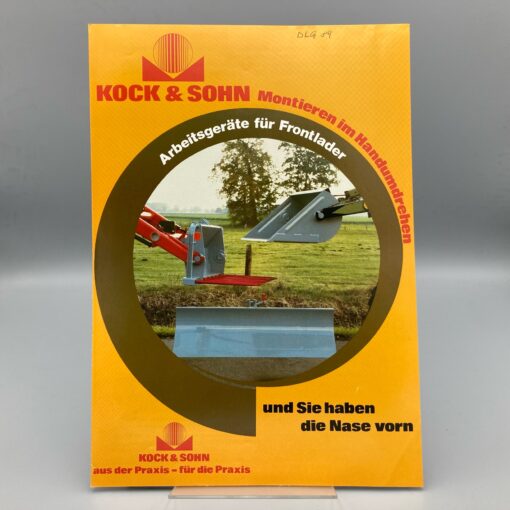 DLG 89
KOCK & SOHN
Montieren im Handumdrehen
Arbeitsgeräte für Frontlader
und Sie haben
die Nase vorn
KOCK & SOHN
aus der Praxis – für die Praxis